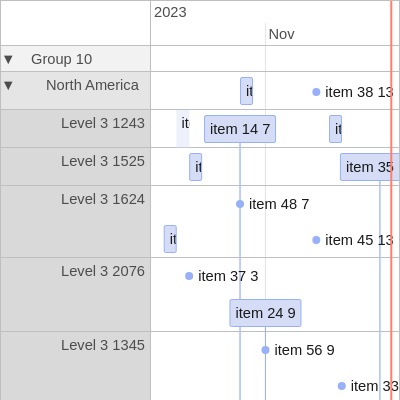 2023
Nov
▼ Group 10
▼ North America
it
item 38 13
Level 3 1243
it
item 14 7
it
Level 3 1525
it
item 35
Level 3 1624
item 48 7
it
item 45 13
Level 3 2076
item 37 3
item 24 9
Level 3 1345
item 56 9
item 33